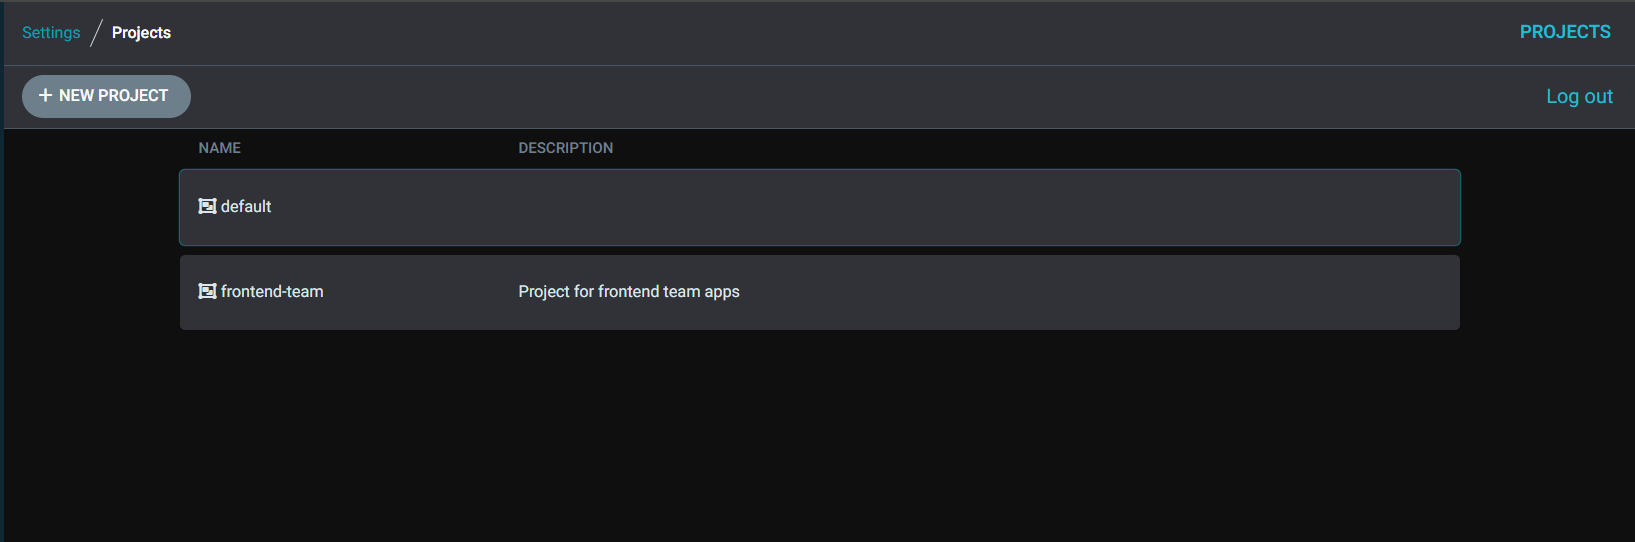 Settings / Projects
PROJECTS
+ NEW PROJECT
Log out
NAME DESCRIPTION
default
frontend-team Project for frontend team apps